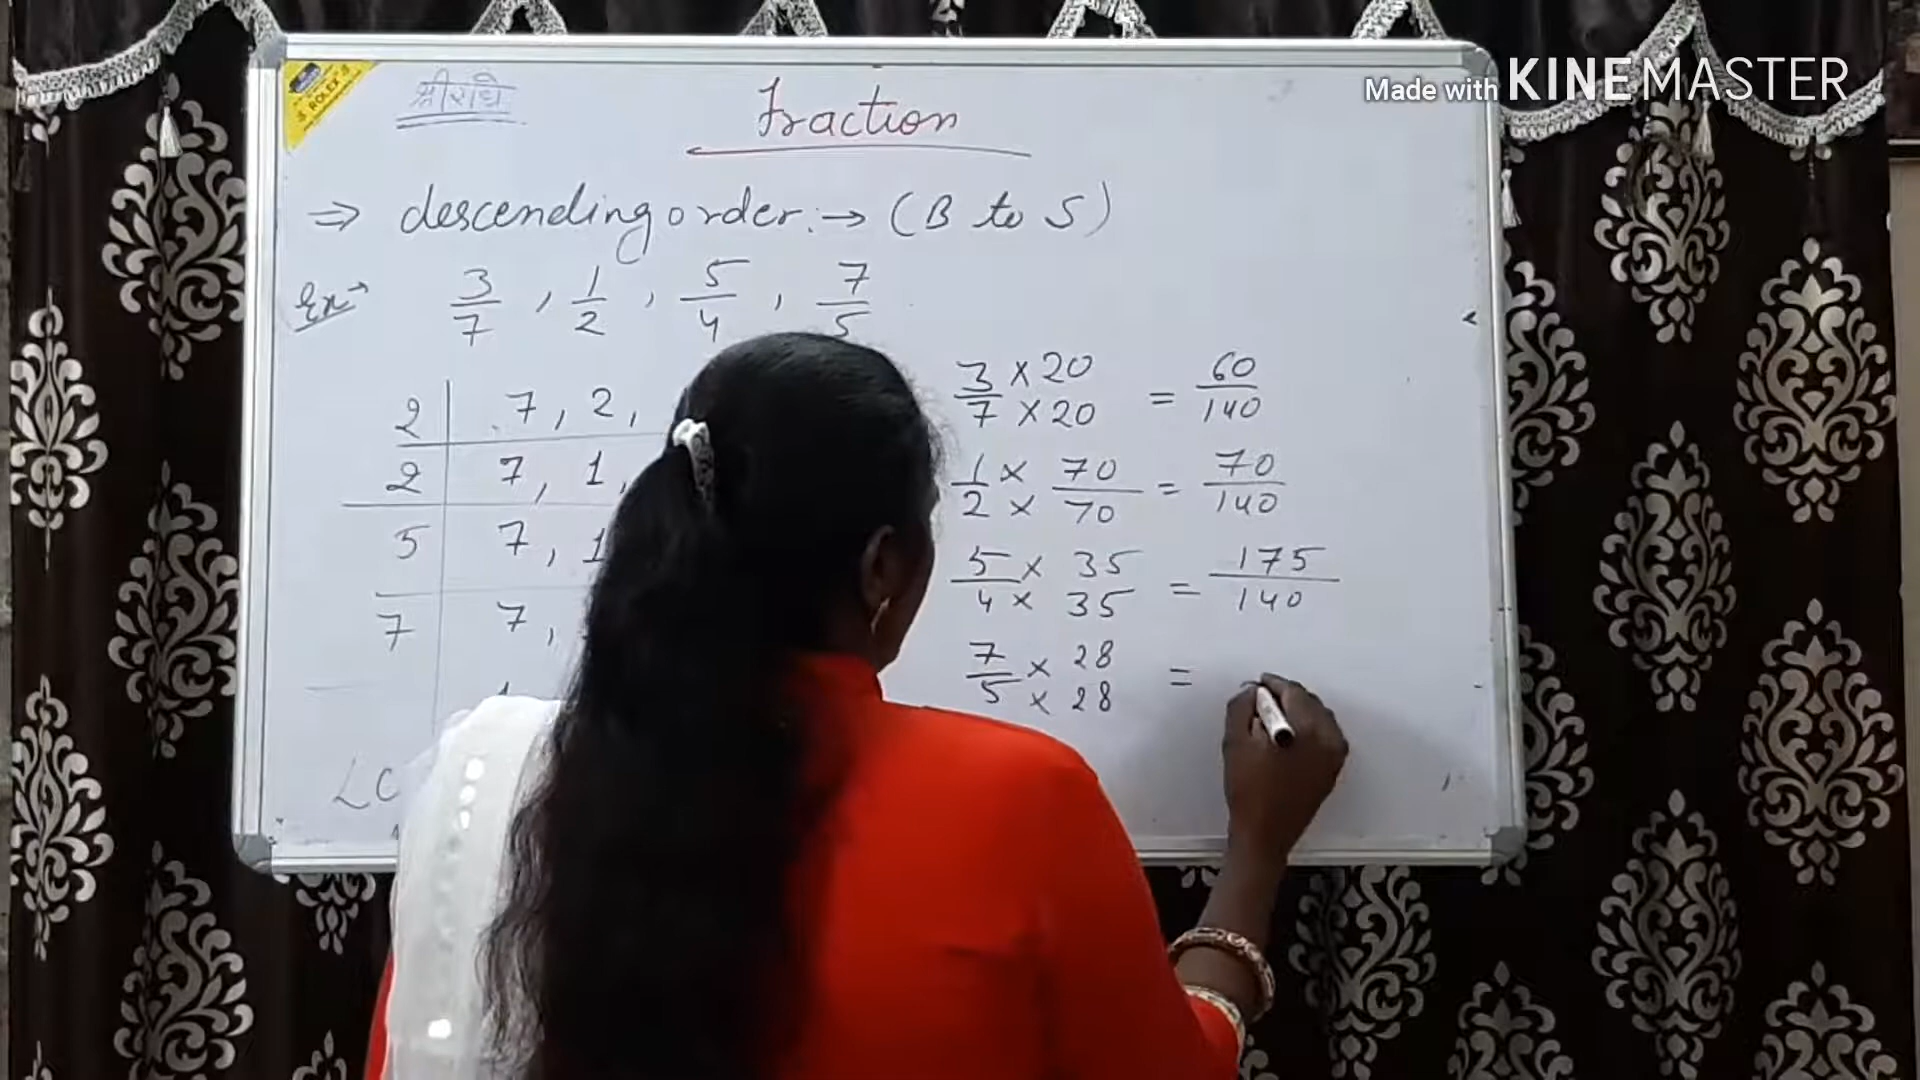 Made with KINEMASTER
ROLEX
श्री राधे
Fraction
⇒ descending order :→ (B to S)
Ex→ 3/7 , 1/2 , 5/4 , 7/5
3/7 × 20/20 = 60/140
1/2 × 70/70 = 70/140
5/4 × 35/35 = 175/140
7/5 × 28/28 =
2 | 7, 2,
2 | 7, 1,
5 | 7, 1
7 | 7,
LC